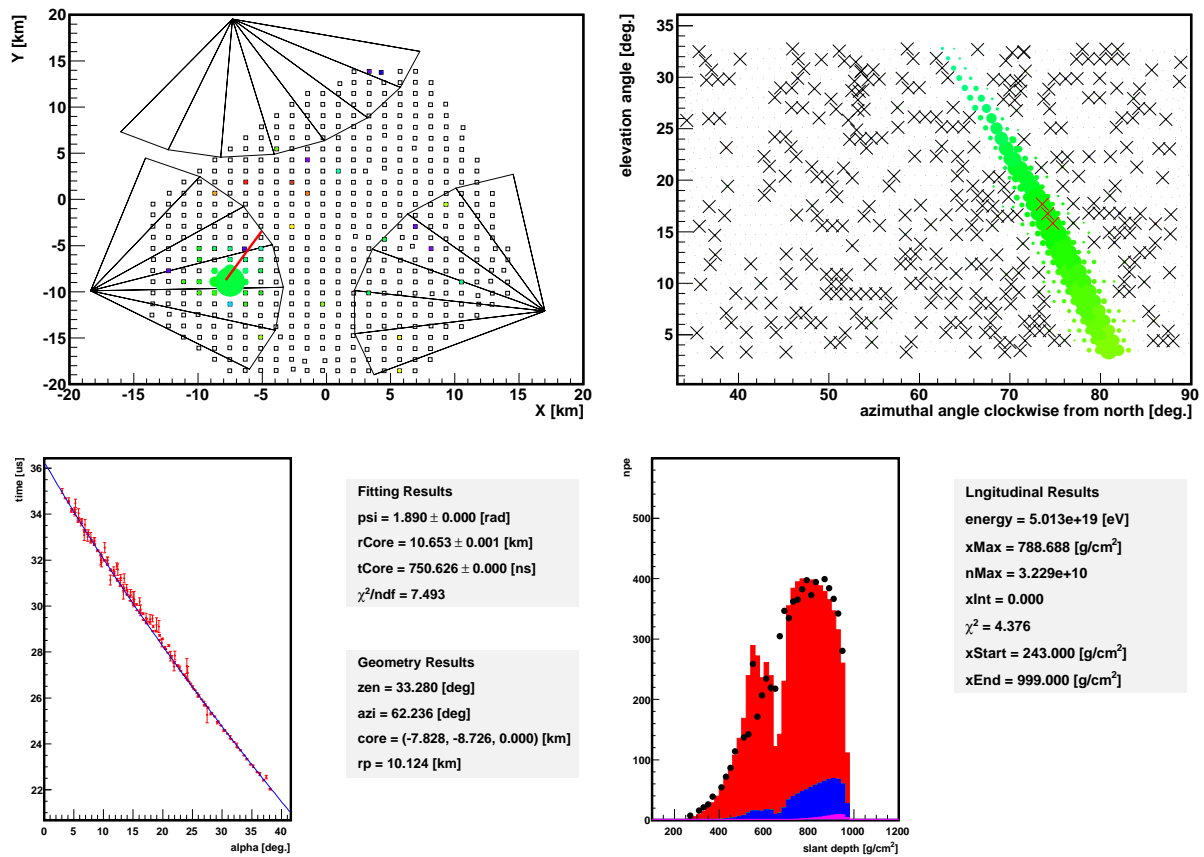 Y [km]
20
15
10
5
0
-5
-10
-15
-20
-20 -15 -10 -5 0 5 10 15 20
X [km]
elevation angle [deg.]
35
30
25
20
15
10
5
40 50 60 70 80 90
azimuthal angle clockwise from north [deg.]
time [us]
36
34
32
30
28
26
24
22
0 5 10 15 20 25 30 35 40
alpha [deg.]
Fitting Results
psi = 1.890 ± 0.000 [rad]
rCore = 10.653 ± 0.001 [km]
tCore = 750.626 ± 0.000 [ns]
χ²/ndf = 7.493
Geometry Results
zen = 33.280 [deg]
azi = 62.236 [deg]
core = (-7.828, -8.726, 0.000) [km]
rp = 10.124 [km]
npe
500
400
300
200
100
0
200 400 600 800 1000 1200
slant depth [g/cm²]
Lngitudinal Results
energy = 5.013e+19 [eV]
xMax = 788.688 [g/cm²]
nMax = 3.229e+10
xInt = 0.000
χ² = 4.376
xStart = 243.000 [g/cm²]
xEnd = 999.000 [g/cm²]